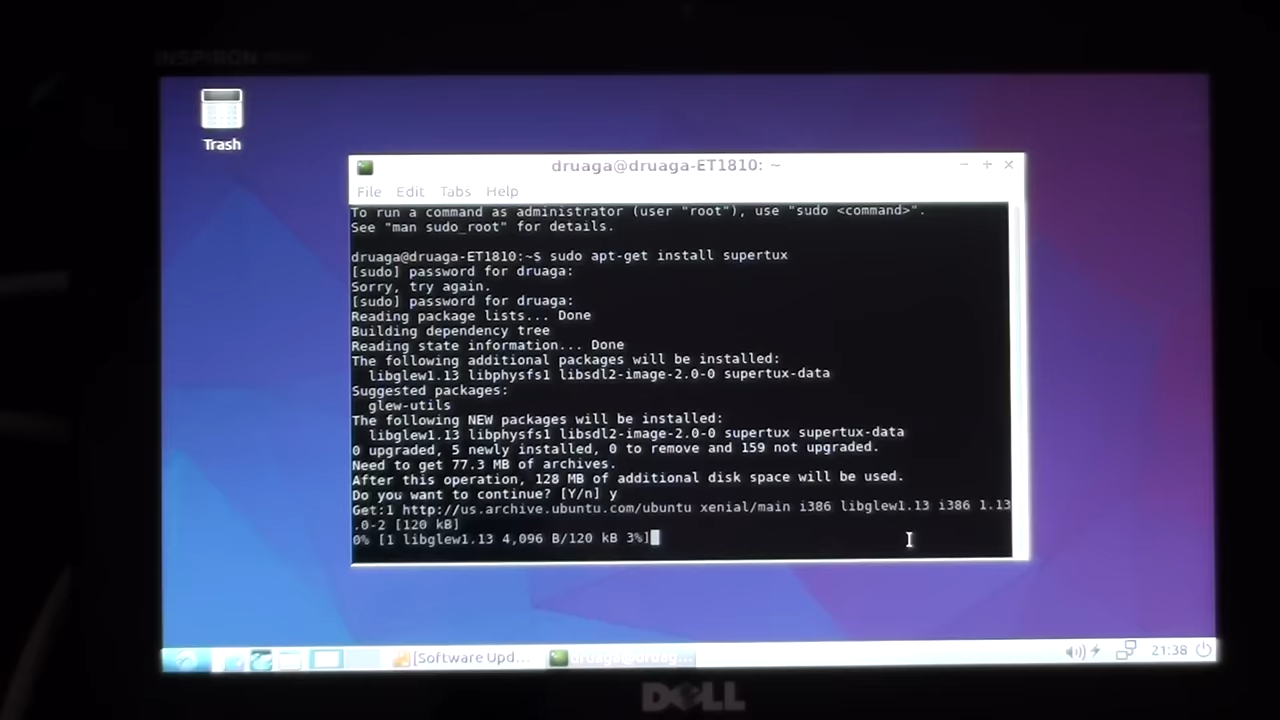 INSPIRON
Trash
druaga@druaga-ET1810: ~
File Edit Tabs Help
To run a command as administrator (user "root"), use "sudo <command>".
See "man sudo_root" for details.
druaga@druaga-ET1810:~$ sudo apt-get install supertux
[sudo] password for druaga:
Sorry, try again.
[sudo] password for druaga:
Reading package lists... Done
Building dependency tree
Reading state information... Done
The following additional packages will be installed:
libglew1.13 libphysfs1 libsdl2-image-2.0-0 supertux-data
Suggested packages:
glew-utils
The following NEW packages will be installed:
libglew1.13 libphysfs1 libsdl2-image-2.0-0 supertux supertux-data
0 upgraded, 5 newly installed, 0 to remove and 159 not upgraded.
Need to get 77.3 MB of archives.
After this operation, 128 MB of additional disk space will be used.
Do you want to continue? [Y/n] y
Get:1 http://us.archive.ubuntu.com/ubuntu xenial/main i386 libglew1.13 i386 1.13
.0-2 [120 kB]
0% [1 libglew1.13 4,096 B/120 kB 3%]
[Software Upd...
druaga@druag...
21:38
DELL